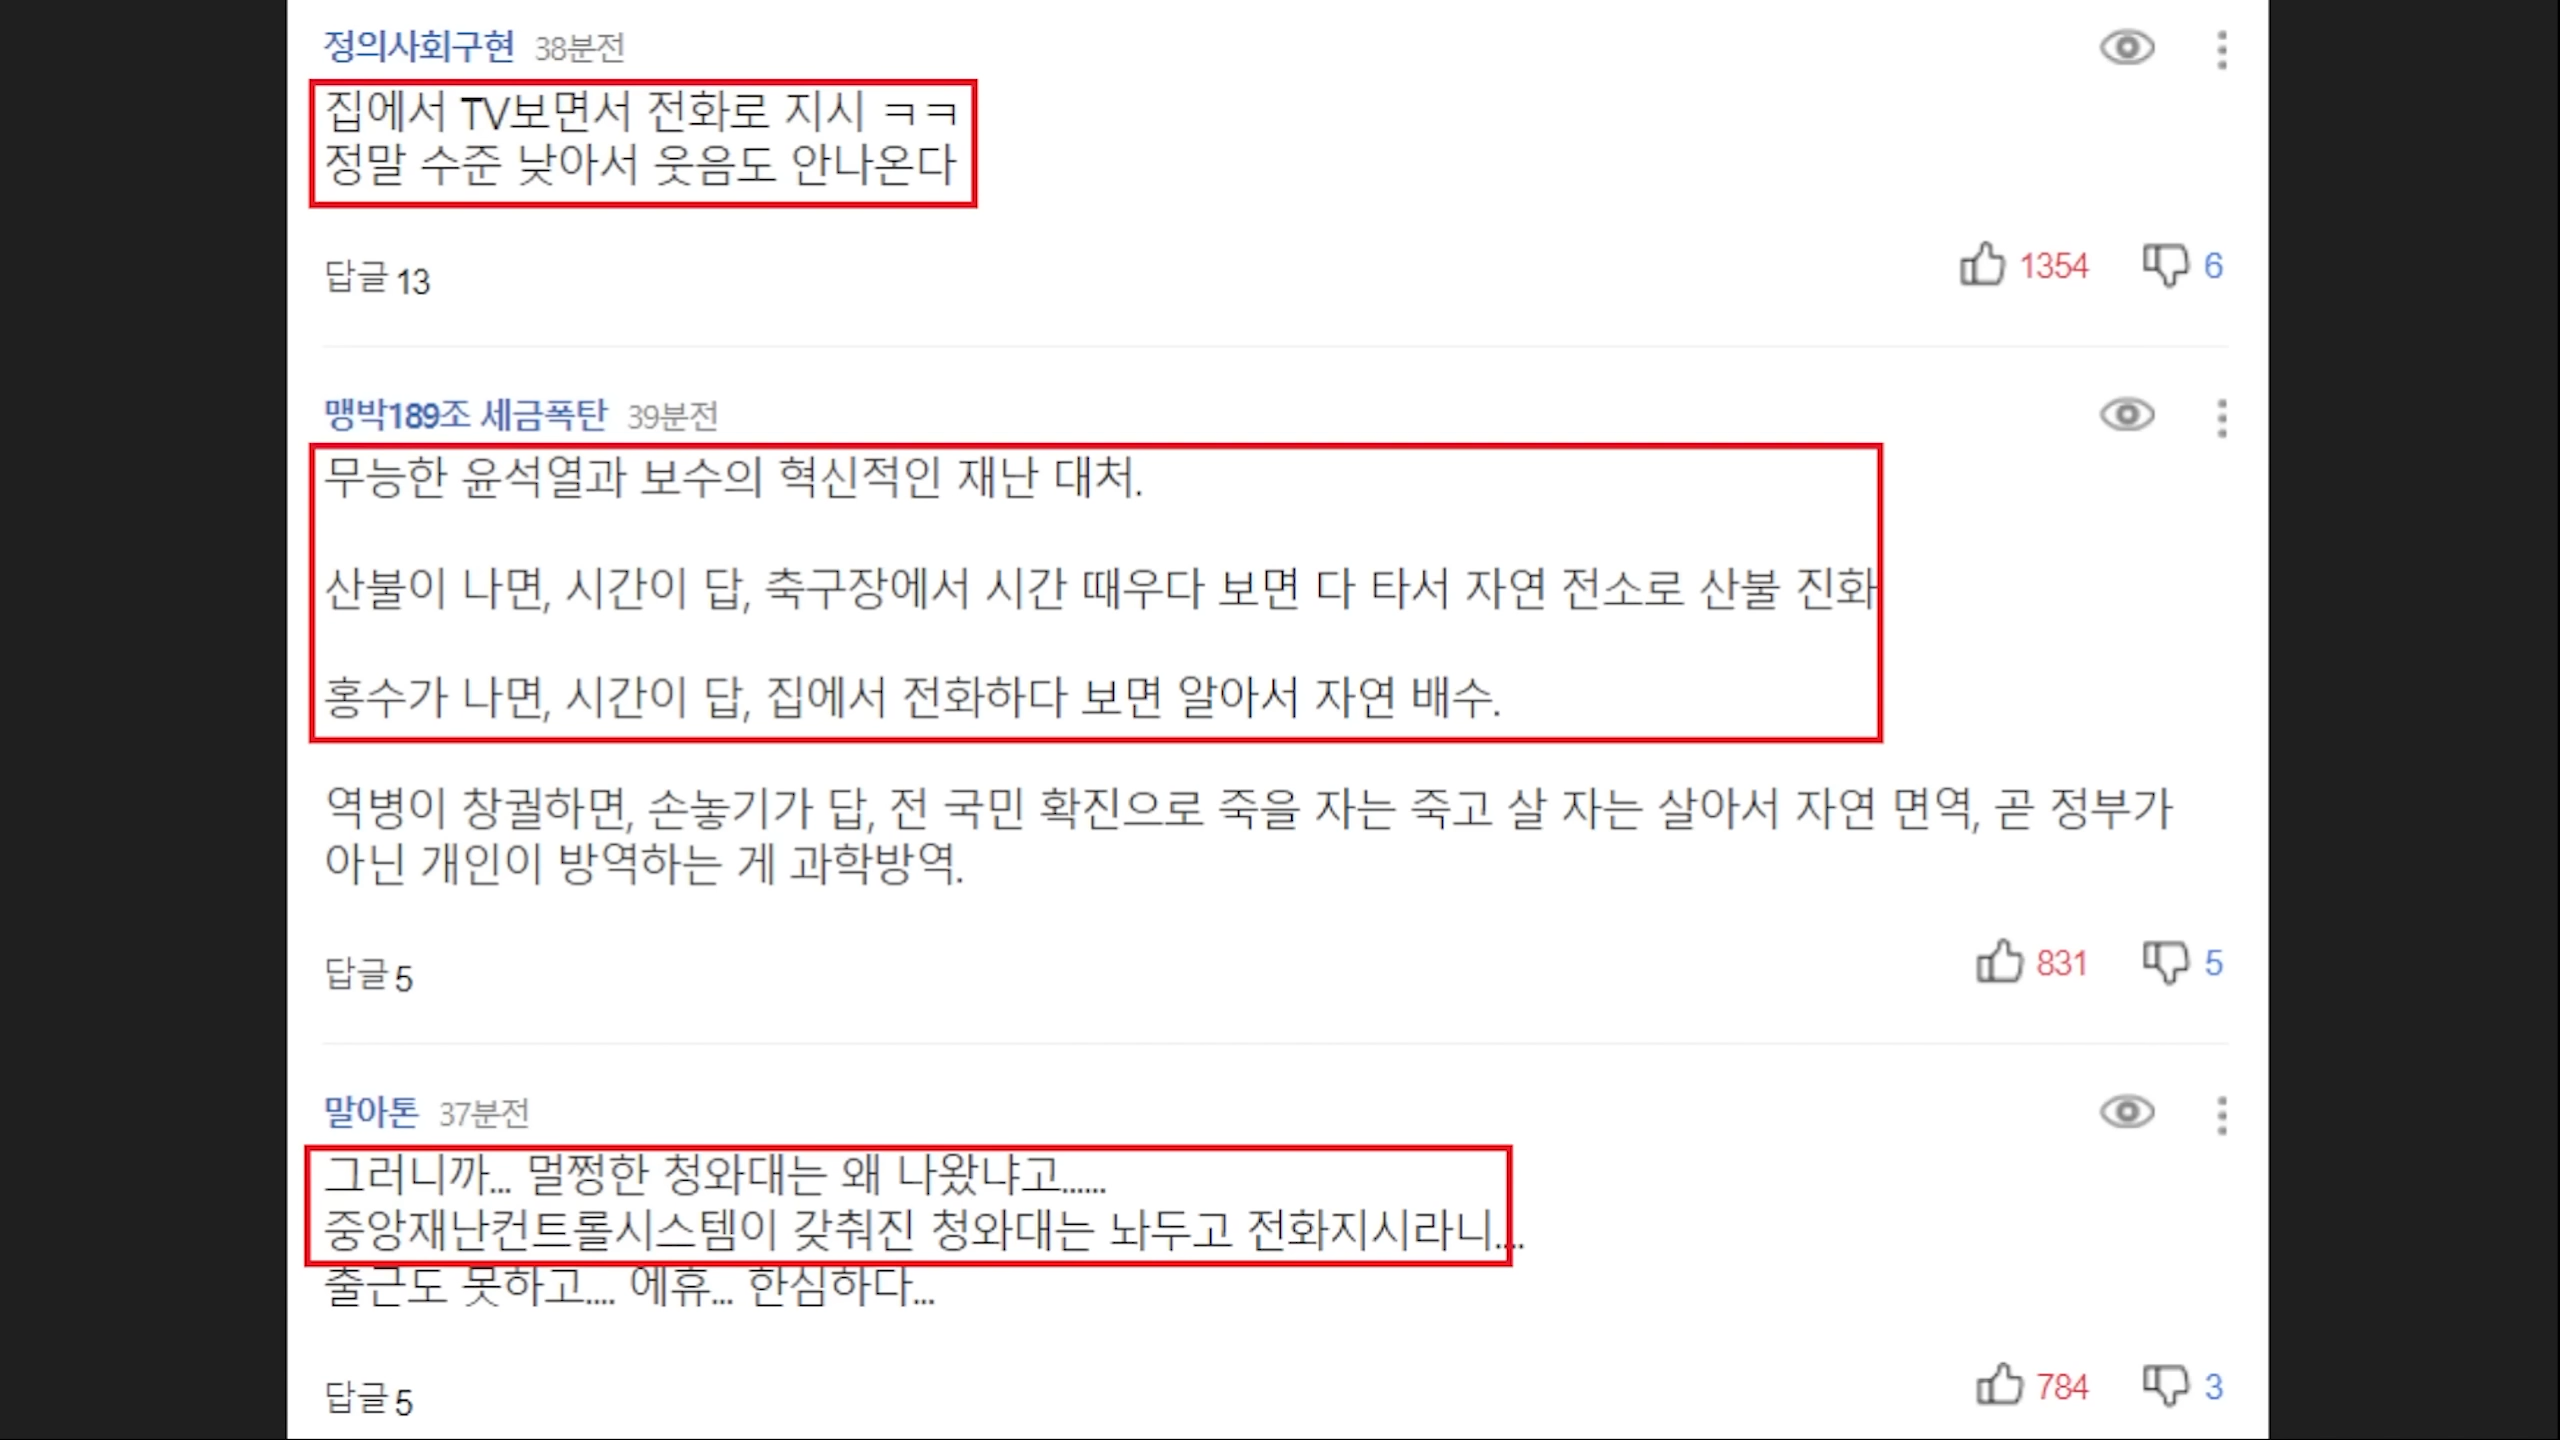 정의사회구현 38분전
집에서 TV보면서 전화로 지시 ㅋㅋ
정말 수준 낮아서 웃음도 안나온다
답글 13
1354 6
맹박189조 세금폭탄 39분전
무능한 윤석열과 보수의 혁신적인 재난 대처.
산불이 나면, 시간이 답, 축구장에서 시간 때우다 보면 다 타서 자연 전소로 산불 진화
홍수가 나면, 시간이 답, 집에서 전화하다 보면 알아서 자연 배수.
역병이 창궐하면, 손놓기가 답, 전 국민 확진으로 죽을 자는 죽고 살 자는 살아서 자연 면역, 곧 정부가
아닌 개인이 방역하는 게 과학방역.
답글 5
831 5
말아톤 37분전
그러니까... 멀쩡한 청와대는 왜 나왔냐고......
중앙재난컨트롤시스템이 갖춰진 청와대는 놔두고 전화지시라니....
출근도 못하고.... 에휴... 한심하다...
답글 5
784 3